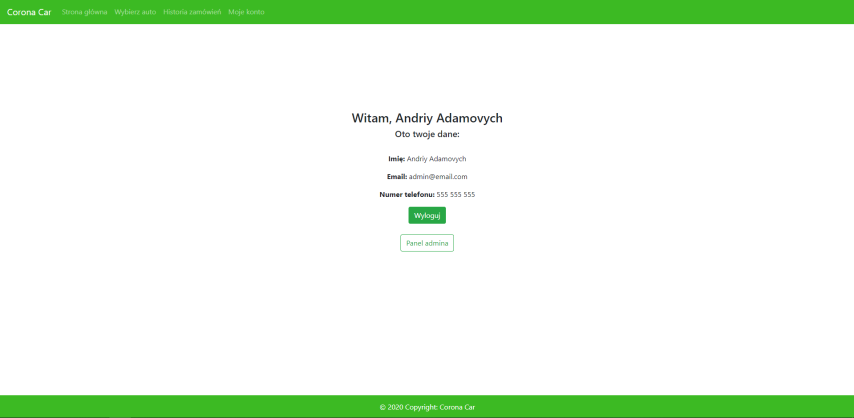 Corona Car Strona główna Wybierz auto Historia zamówień Moje konto
Witam, Andriy Adamovych
Oto twoje dane:
Imię: Andriy Adamovych
Email: admin@email.com
Numer telefonu: 555 555 555
Wyloguj
Panel admina
© 2020 Copyright: Corona Car